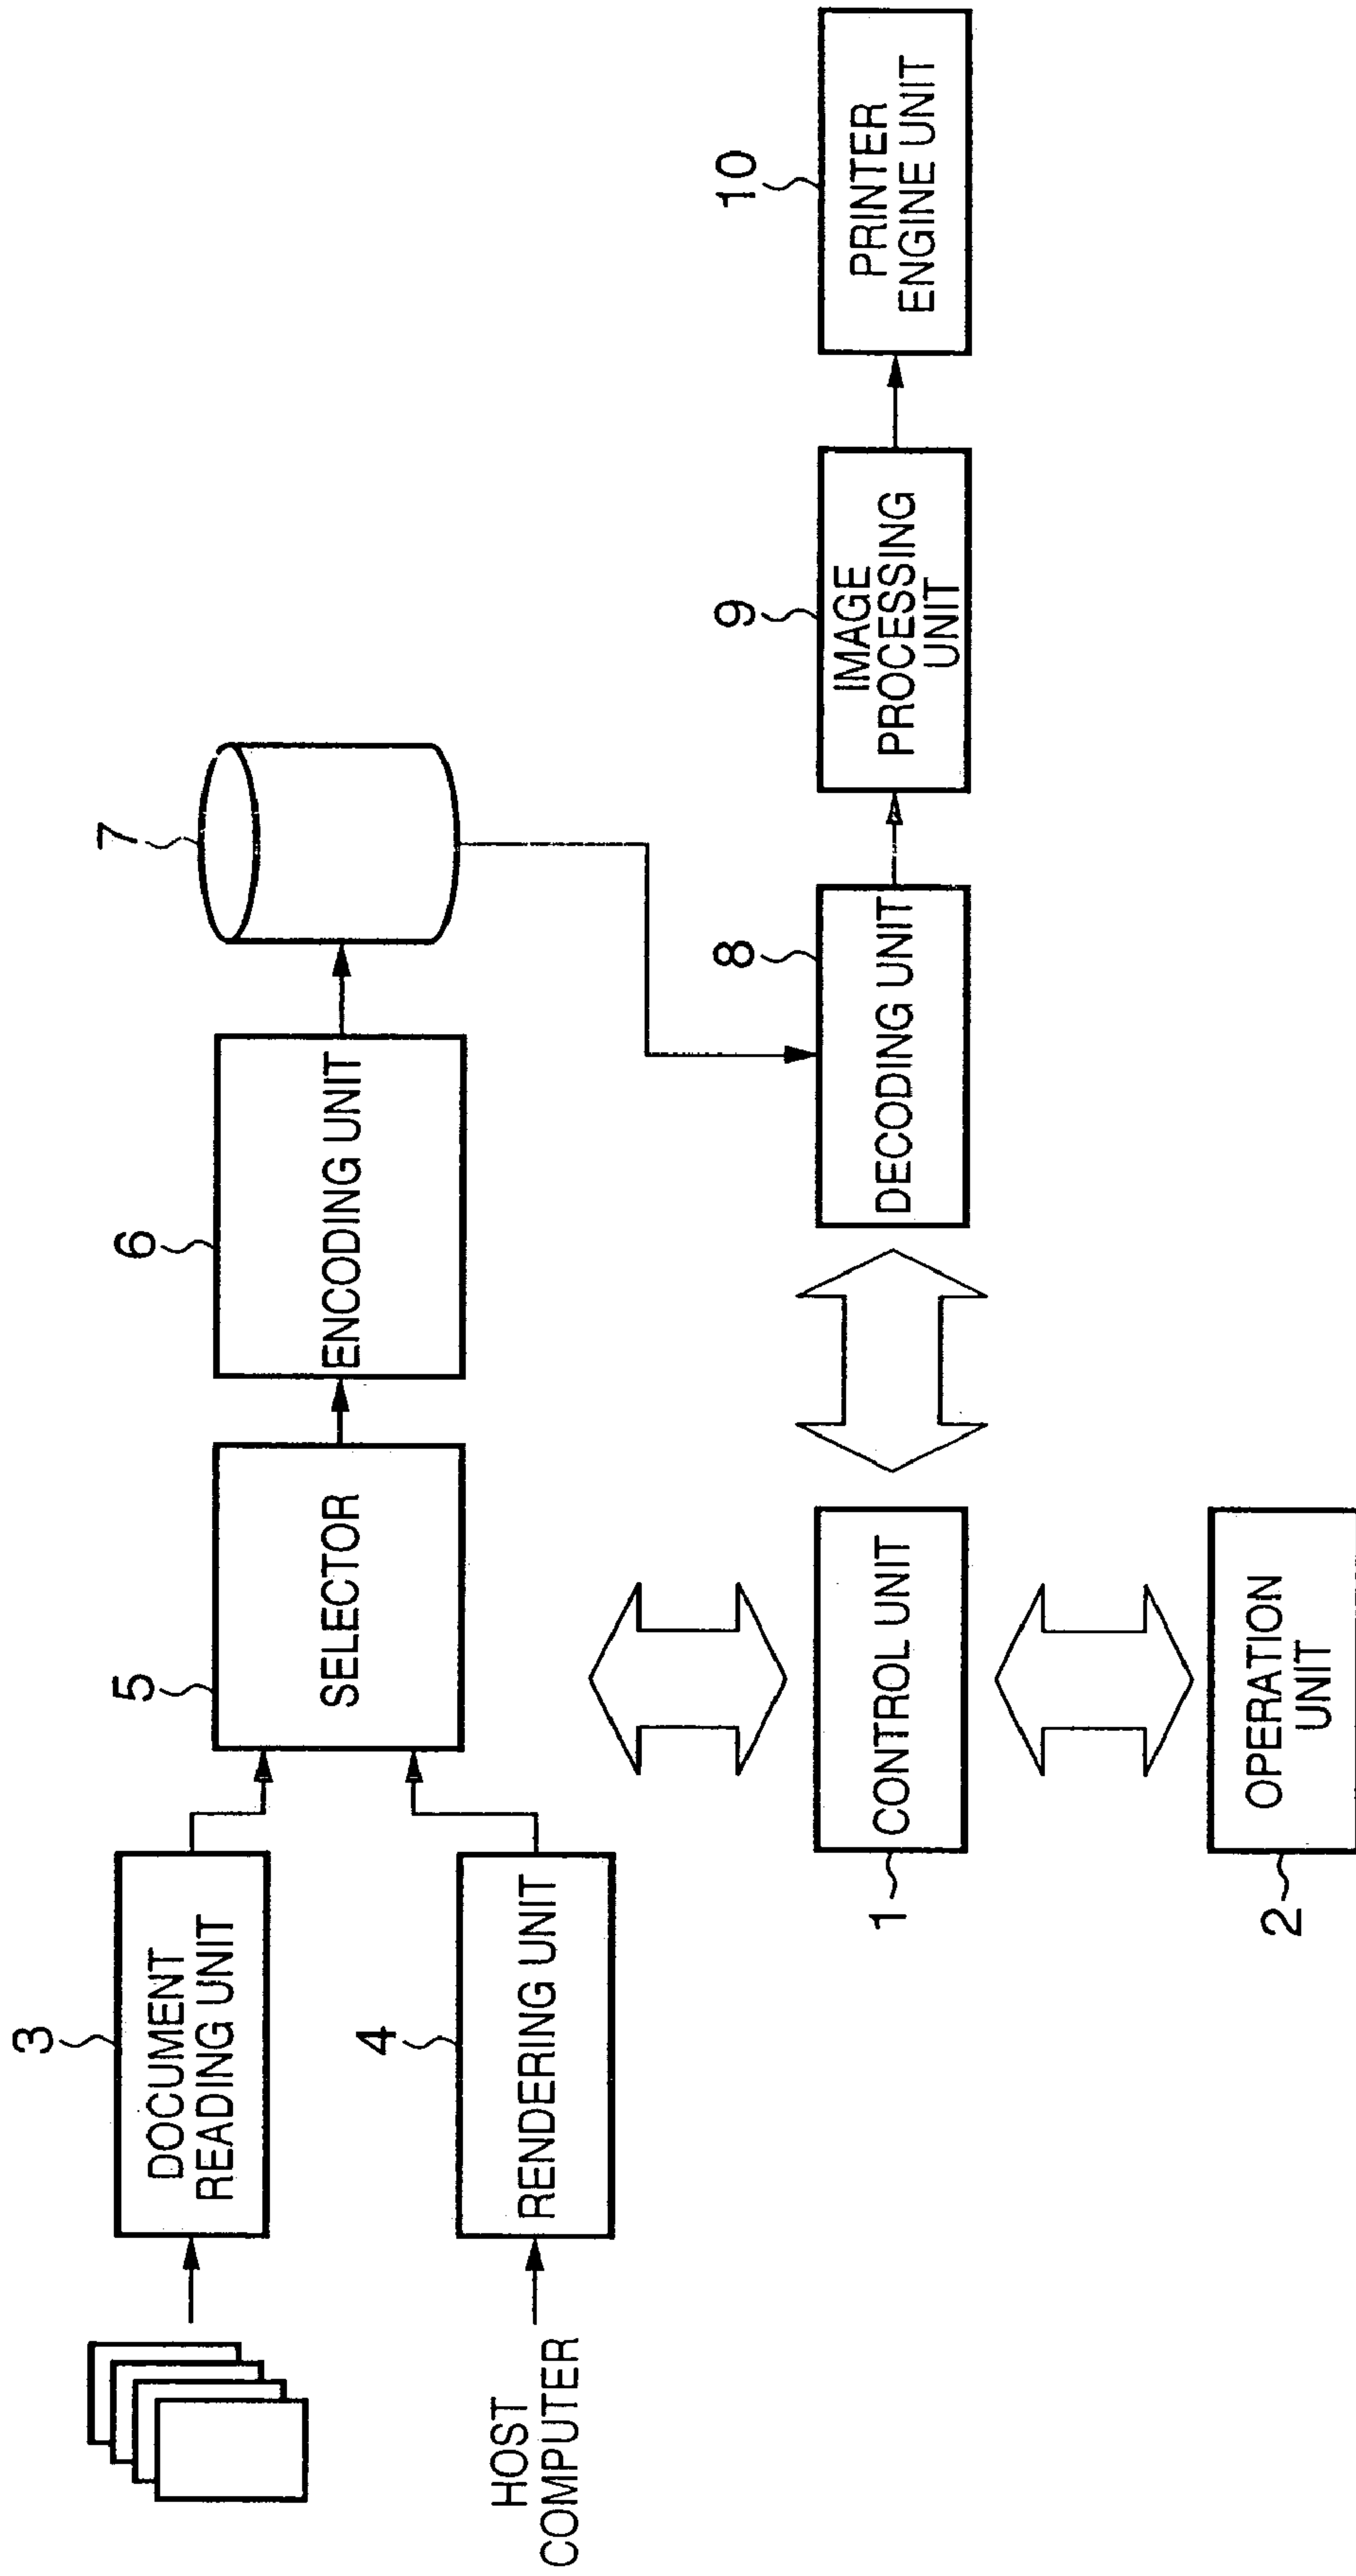 3
DOCUMENT
READING UNIT
4
RENDERING UNIT
HOST
COMPUTER
5
SELECTOR
6
ENCODING UNIT
7
8
DECODING UNIT
9
IMAGE
PROCESSING
UNIT
10
PRINTER
ENGINE UNIT
1
CONTROL UNIT
2
OPERATION
UNIT